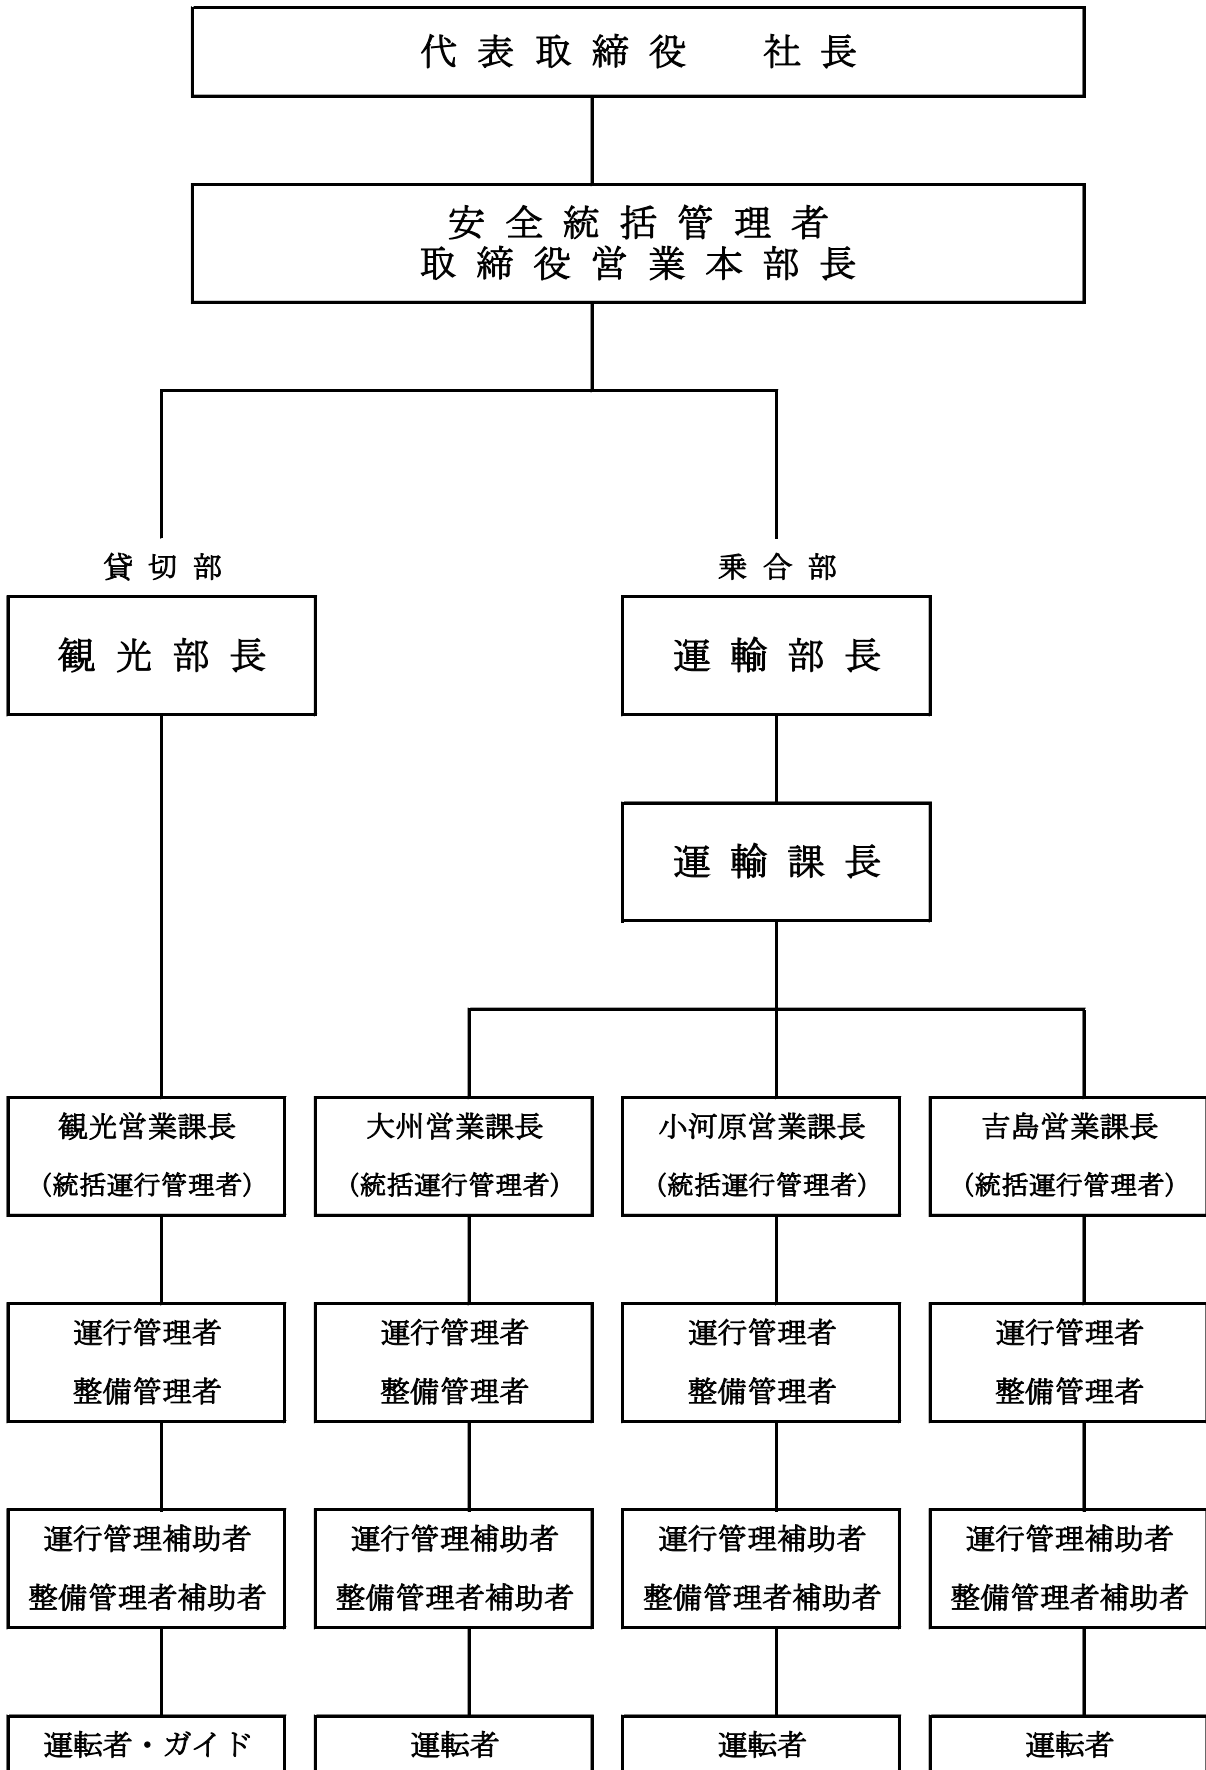 代表取締役　社長
安全統括管理者
取締役営業本部長
貸切部
乗合部
観光部長
運輸部長
運輸課長
観光営業課長
(統括運行管理者)
大州営業課長
(統括運行管理者)
小河原営業課長
(統括運行管理者)
吉島営業課長
(統括運行管理者)
運行管理者
整備管理者
運行管理者
整備管理者
運行管理者
整備管理者
運行管理者
整備管理者
運行管理補助者
整備管理者補助者
運行管理補助者
整備管理者補助者
運行管理補助者
整備管理者補助者
運行管理補助者
整備管理者補助者
運転者・ガイド
運転者
運転者
運転者